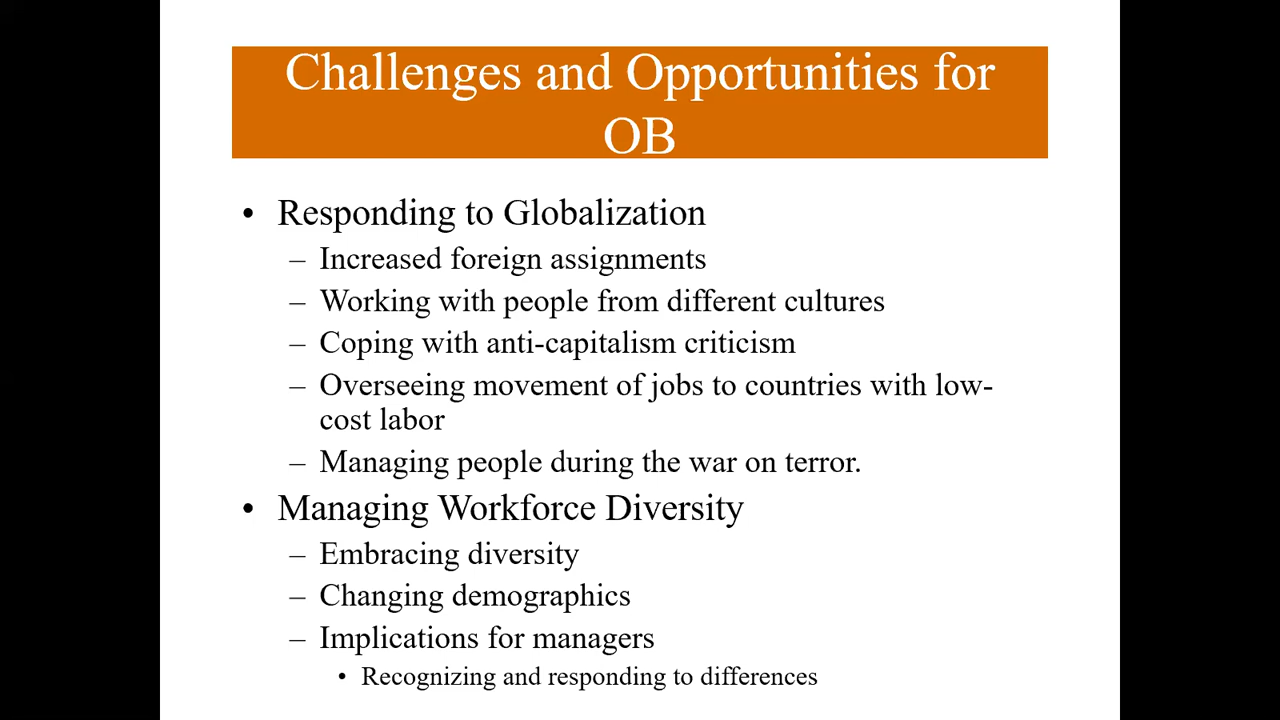 Challenges and Opportunities for
OB
• Responding to Globalization
– Increased foreign assignments
– Working with people from different cultures
– Coping with anti-capitalism criticism
– Overseeing movement of jobs to countries with low-
cost labor
– Managing people during the war on terror.
• Managing Workforce Diversity
– Embracing diversity
– Changing demographics
– Implications for managers
• Recognizing and responding to differences